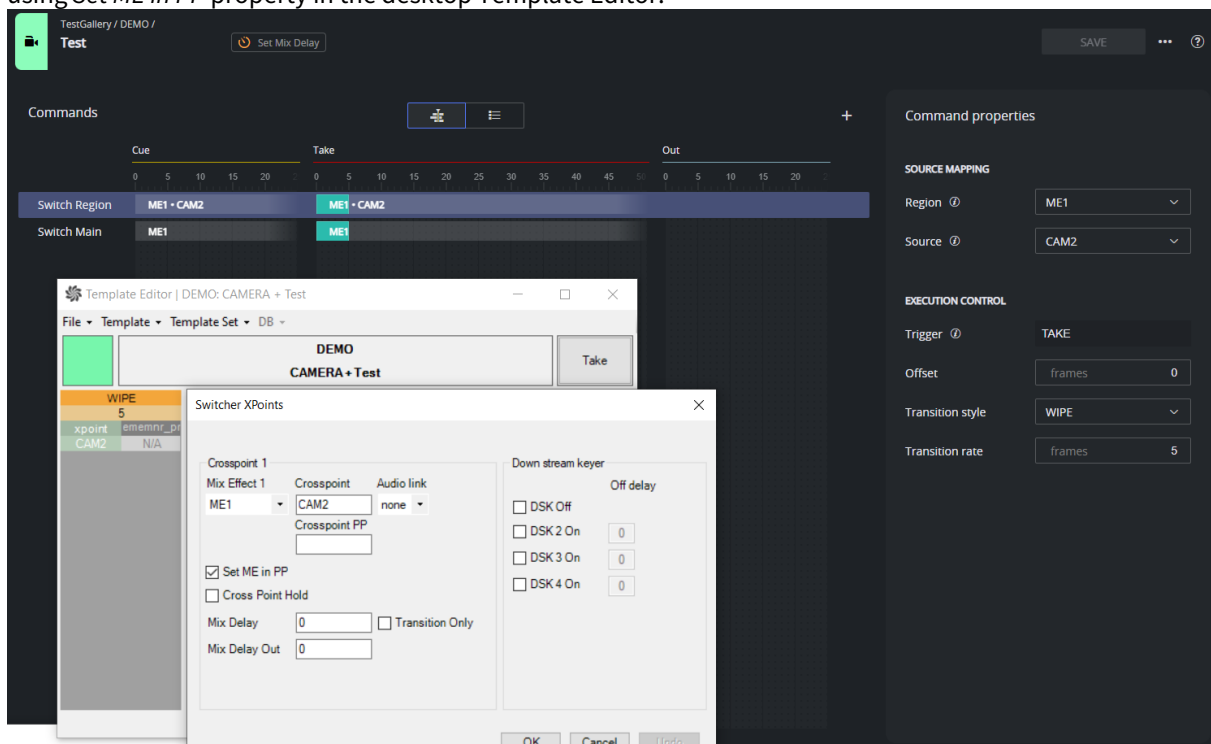 using Set ME in PP property in the desktop Template Editor.
TestGallery / DEMO /
Test
Set Mix Delay
SAVE
Commands
Command properties
Cue
Take
Out
0 5 10 15 20
0 5 10 15 20 25 30 35 40 45 50
0 5 10 15 20
Switch Region
ME1 • CAM2
ME1 • CAM2
Switch Main
ME1
ME1
SOURCE MAPPING
Region
ME1
Source
CAM2
EXECUTION CONTROL
Trigger
TAKE
Offset
frames 0
Transition style
WIPE
Transition rate
frames 5
Template Editor | DEMO: CAMERA + Test
File Template Template Set DB
DEMO
CAMERA + Test
Take
WIPE
5
xpoint
CAM2 N/A
Switcher XPoints
Crosspoint 1
Mix Effect 1 Crosspoint Audio link
ME1 CAM2 none
Crosspoint PP
Set ME in PP
Cross Point Hold
Mix Delay 0 Transition Only
Mix Delay Out 0
Down stream keyer
Off delay
DSK Off
DSK 2 On 0
DSK 3 On 0
DSK 4 On 0
OK Cancel Undo